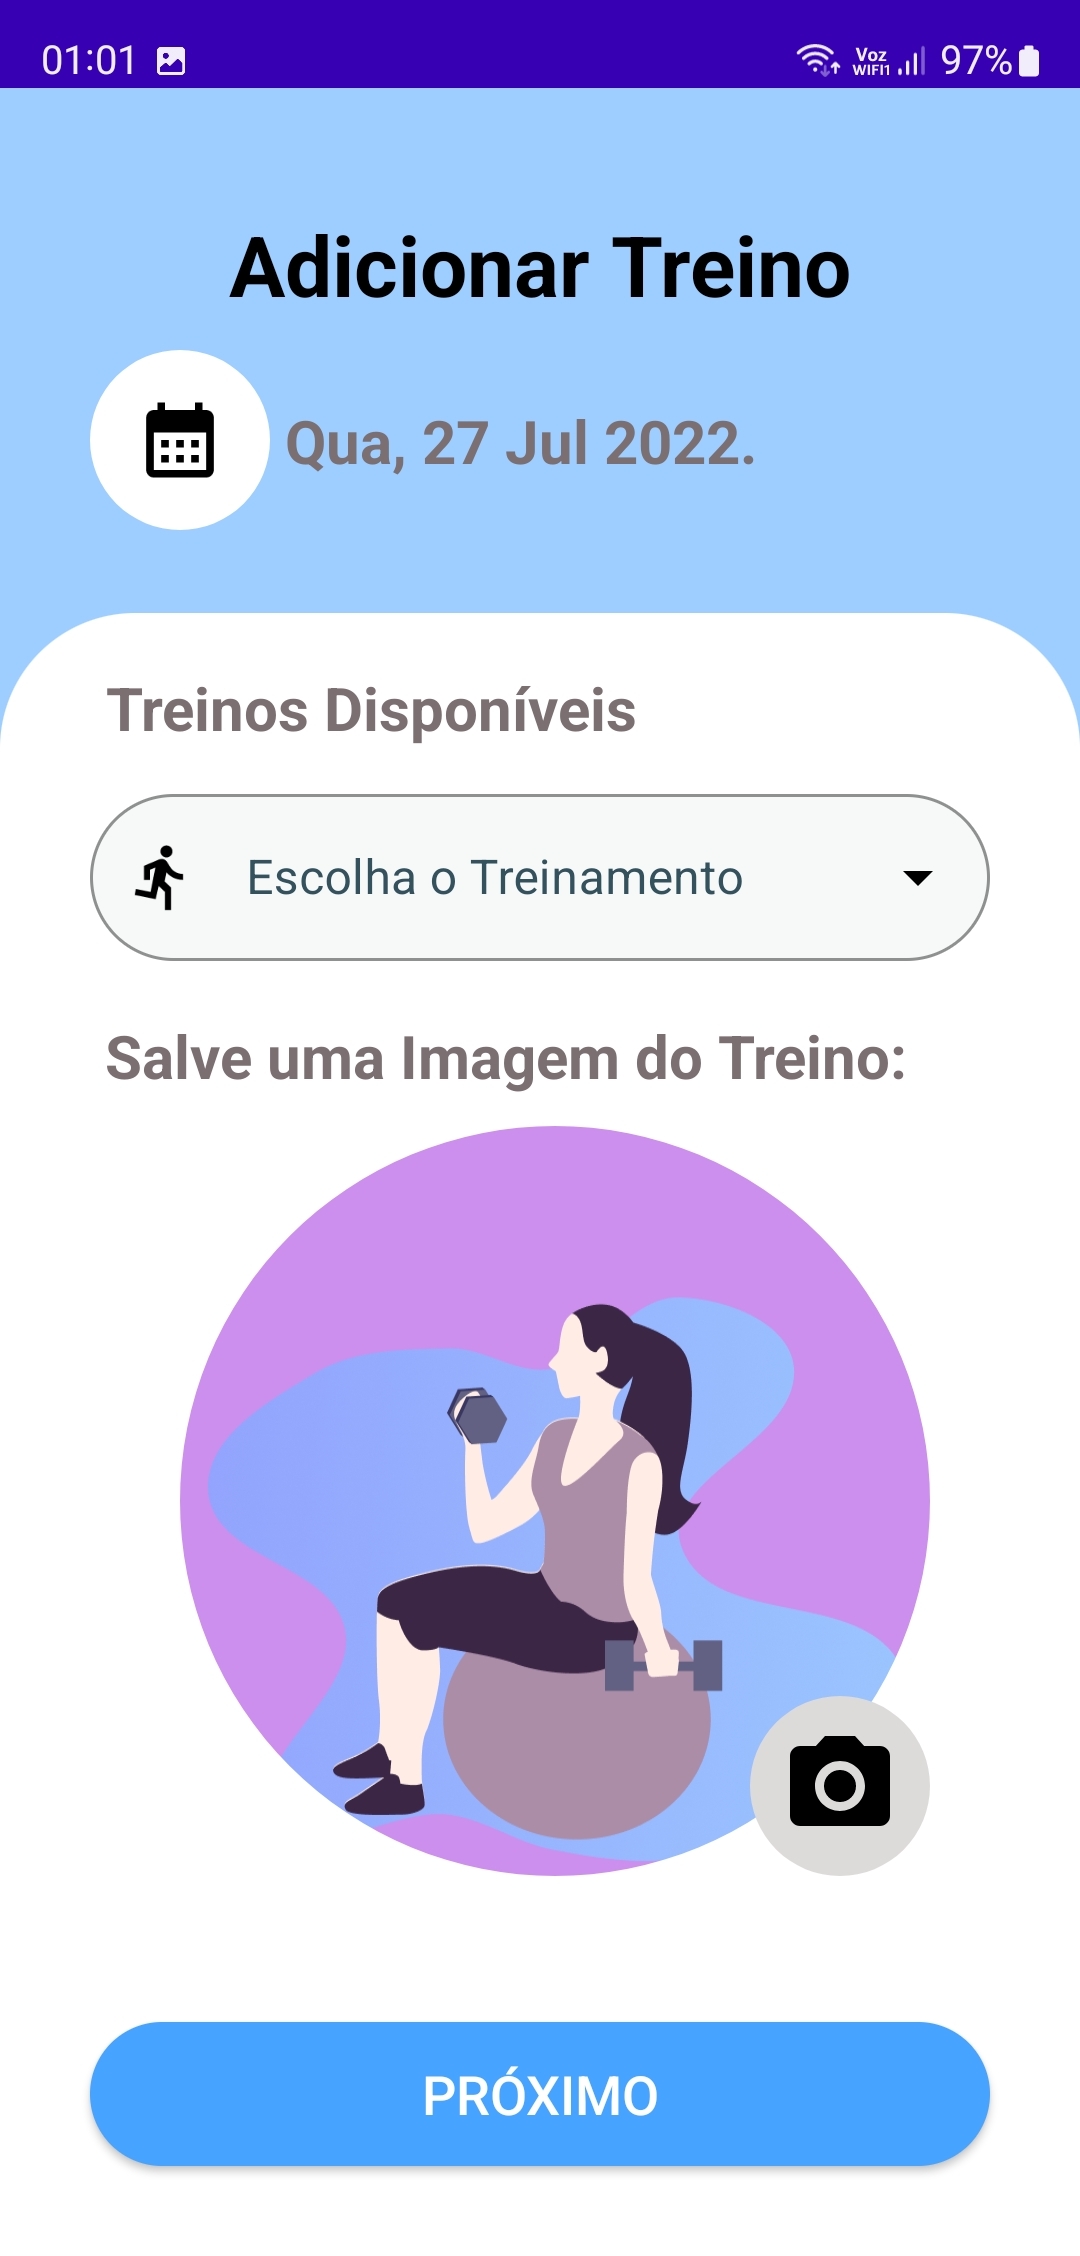 01:01
Voz
WIFI1
97%
Adicionar Treino
Qua, 27 Jul 2022.
Treinos Disponíveis
Escolha o Treinamento
Salve uma Imagem do Treino:
PRÓXIMO